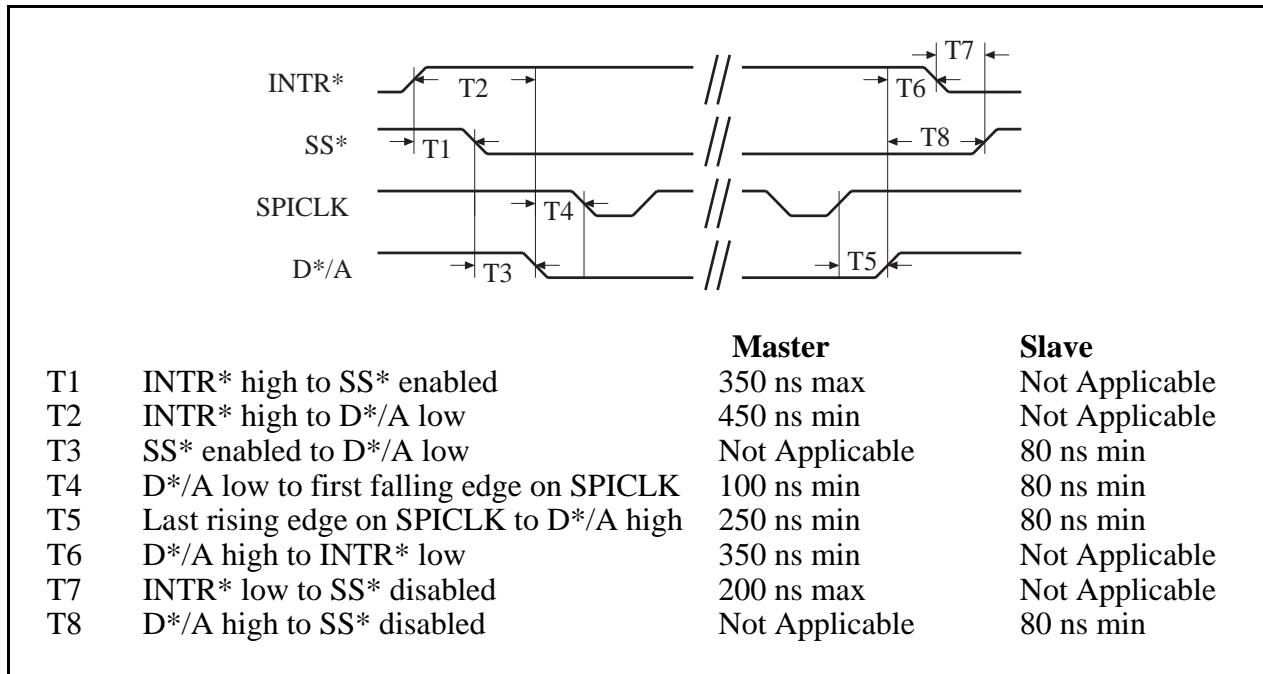 T7
INTR*
T2
T6
SS*
T1
T8
SPICLK
T4
D*/A
T3
T5
Master Slave
T1 INTR* high to SS* enabled 350 ns max Not Applicable
T2 INTR* high to D*/A low 450 ns min Not Applicable
T3 SS* enabled to D*/A low Not Applicable 80 ns min
T4 D*/A low to first falling edge on SPICLK 100 ns min 80 ns min
T5 Last rising edge on SPICLK to D*/A high 250 ns min 80 ns min
T6 D*/A high to INTR* low 350 ns min Not Applicable
T7 INTR* low to SS* disabled 200 ns max Not Applicable
T8 D*/A high to SS* disabled Not Applicable 80 ns min